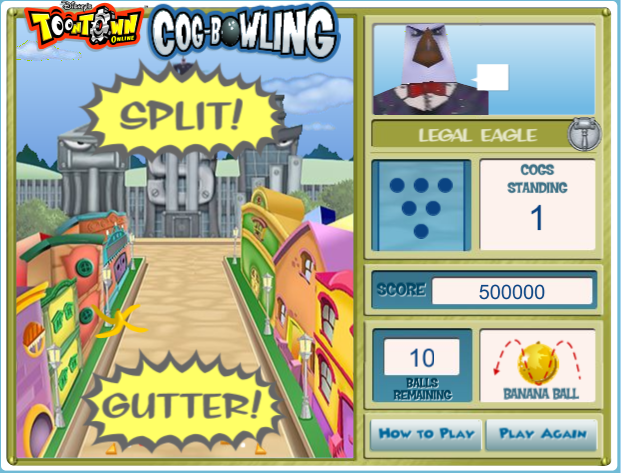 Disney's
TOONTOWN
ONLINE
COG-BOWLING
SPLIT!
GUTTER!
LEGAL EAGLE
COGS
STANDING
1
SCORE
500000
10
BALLS
REMAINING
BANANA BALL
HOW TO PLAY
PLAY AGAIN